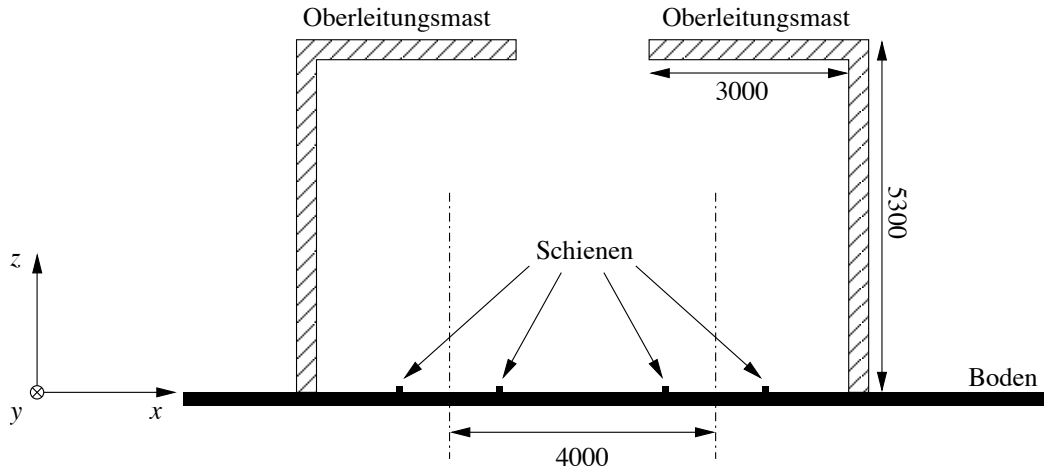 Oberleitungsmast
Oberleitungsmast
3000
5300
Schienen
z
y
x
Boden
4000